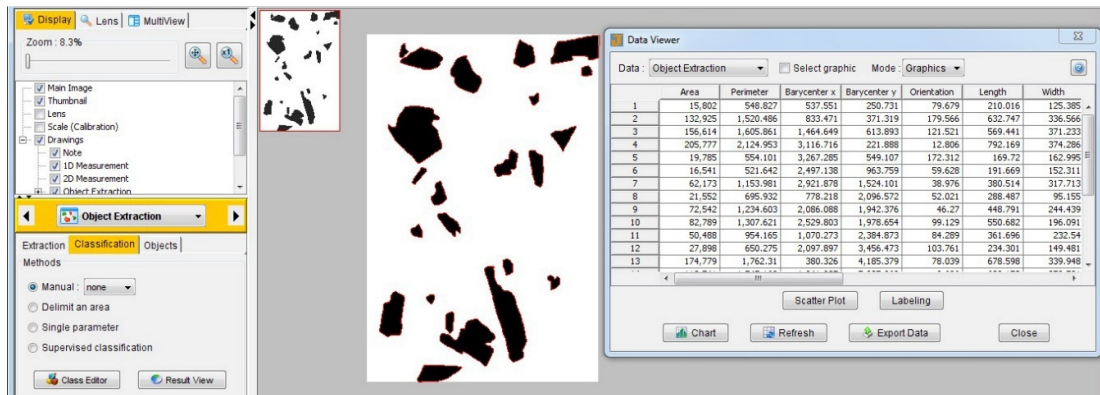 Display Lens MultiView
Zoom : 8.3%
Main Image
Thumbnail
Lens
Scale (Calibration)
Drawings
Note
1D Measurement
2D Measurement
Object Extraction
Object Extraction
Extraction Classification Objects
Methods
Manual : none
Delimit an area
Single parameter
Supervised classification
Class Editor Result View
Data Viewer
Data : Object Extraction Select graphic Mode : Graphics
Area Perimeter Barycenter x Barycenter y Orientation Length Width
1 15,802 548.827 537.551 250.731 79.679 210.016 125.385
2 132,925 1,520.486 833.471 371.319 179.566 632.747 336.566
3 156,614 1,605.861 1,464.649 613.893 121.521 569.441 371.233
4 205,777 2,124.953 3,116.716 221.888 12.806 792.169 374.286
5 19,785 554.101 3,267.285 549.107 172.312 169.72 162.995
6 16,541 521.642 2,497.138 963.759 59.628 191.669 152.311
7 62,173 1,153.981 2,921.878 1,524.101 38.976 380.514 317.713
8 21,552 695.932 778.218 2,096.572 52.021 288.487 95.155
9 72,542 1,234.603 2,086.088 1,942.376 46.27 448.791 244.439
10 82,789 1,307.621 2,529.803 1,978.654 99.129 550.682 196.091
11 50,488 954.165 1,070.273 2,384.873 84.289 361.696 232.54
12 27,898 650.275 2,097.897 3,456.473 103.761 234.301 149.481
13 174,779 1,762.31 380.326 4,185.379 78.039 678.598 339.948
Scatter Plot Labeling
Chart Refresh Export Data Close